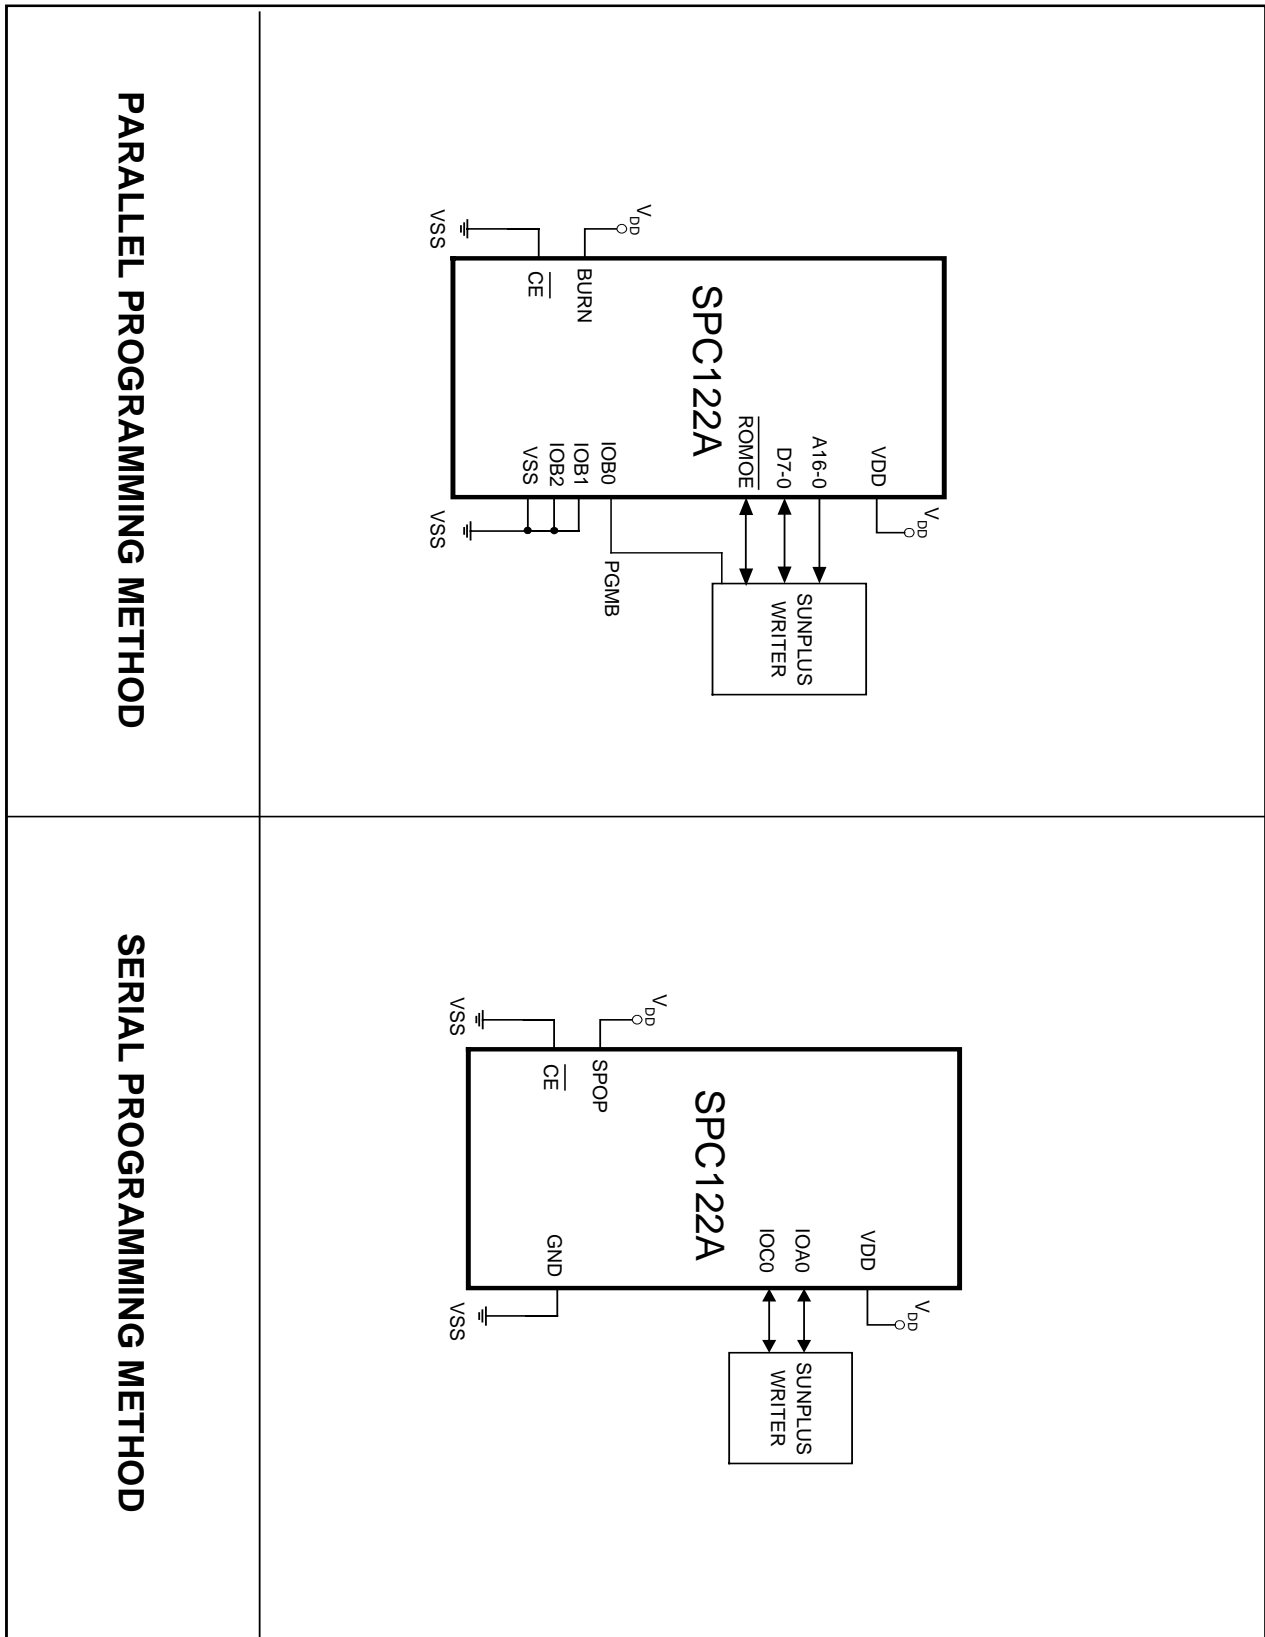 VDD
VDD
A16-0
D7-0
ROMOE
SUNPLUS
WRITER
SPC122A
VDD
BURN
CE
VSS
IOB0
IOB1
IOB2
VSS
PGMB
VSS
PARALLEL PROGRAMMING METHOD
VDD
VDD
IOA0
IOC0
SUNPLUS
WRITER
SPC122A
VDD
SPOP
CE
VSS
GND
VSS
SERIAL PROGRAMMING METHOD